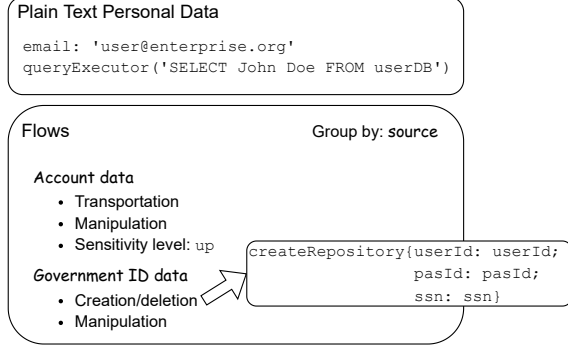 Plain Text Personal Data
email: 'user@enterprise.org'
queryExecutor('SELECT John Doe FROM userDB')
Flows
Group by: source
Account data
• Transportation
• Manipulation
• Sensitivity level: up
Government ID data
• Creation/deletion
• Manipulation
createRepository{userId: userId;
pasId: pasId;
ssn: ssn}